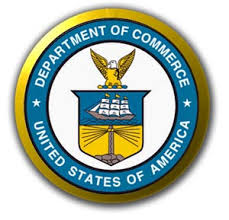 DEPARTMENT OF COMMERCE
UNITED STATES OF AMERICA